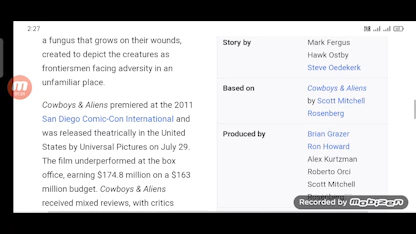 2:27
a fungus that grows on their wounds,
created to depict the creatures as
frontiersmen facing adversity in an
unfamiliar place.
Cowboys & Aliens premiered at the 2011
San Diego Comic-Con International and
was released theatrically in the United
States by Universal Pictures on July 29.
The film underperformed at the box
office, earning $174.8 million on a $163
million budget. Cowboys & Aliens
received mixed reviews, with critics
Story by
Mark Fergus
Hawk Ostby
Steve Oedekerk
Based on
Cowboys & Aliens
by Scott Mitchell
Rosenberg
Produced by
Brian Grazer
Ron Howard
Alex Kurtzman
Roberto Orci
Scott Mitchell
Recorded by mobizen